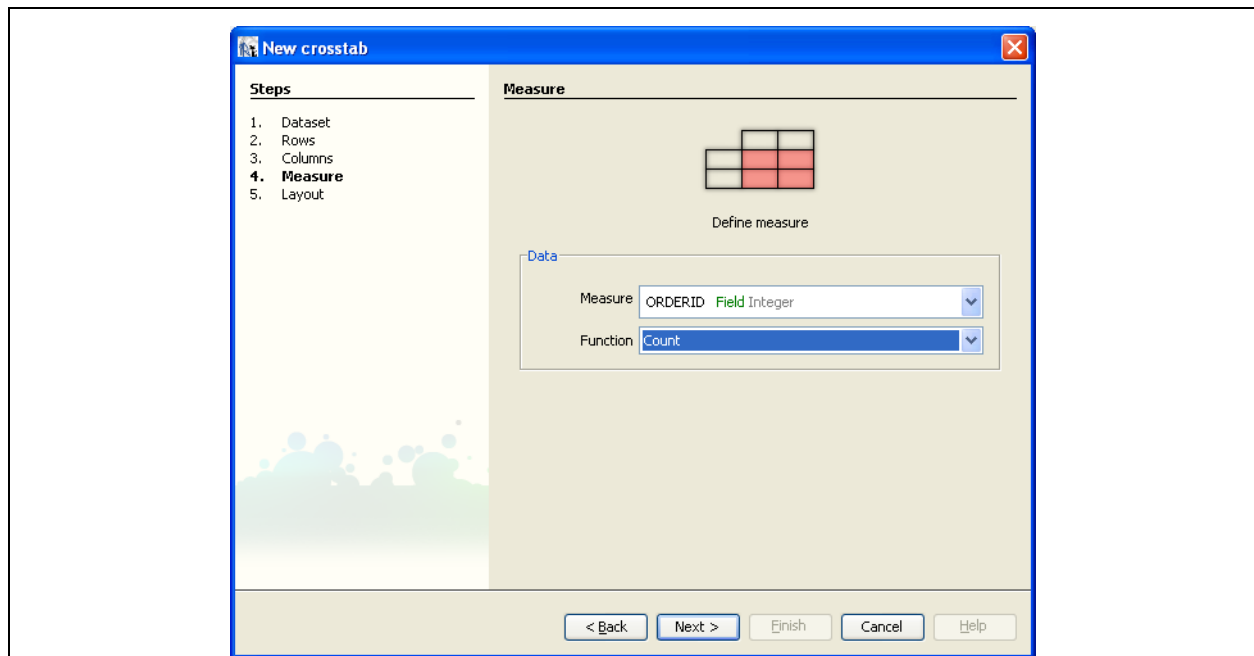 New crosstab
Steps
1. Dataset
2. Rows
3. Columns
4. Measure
5. Layout
Measure
Define measure
Data
Measure ORDERID Field Integer
Function Count
< Back Next > Finish Cancel Help